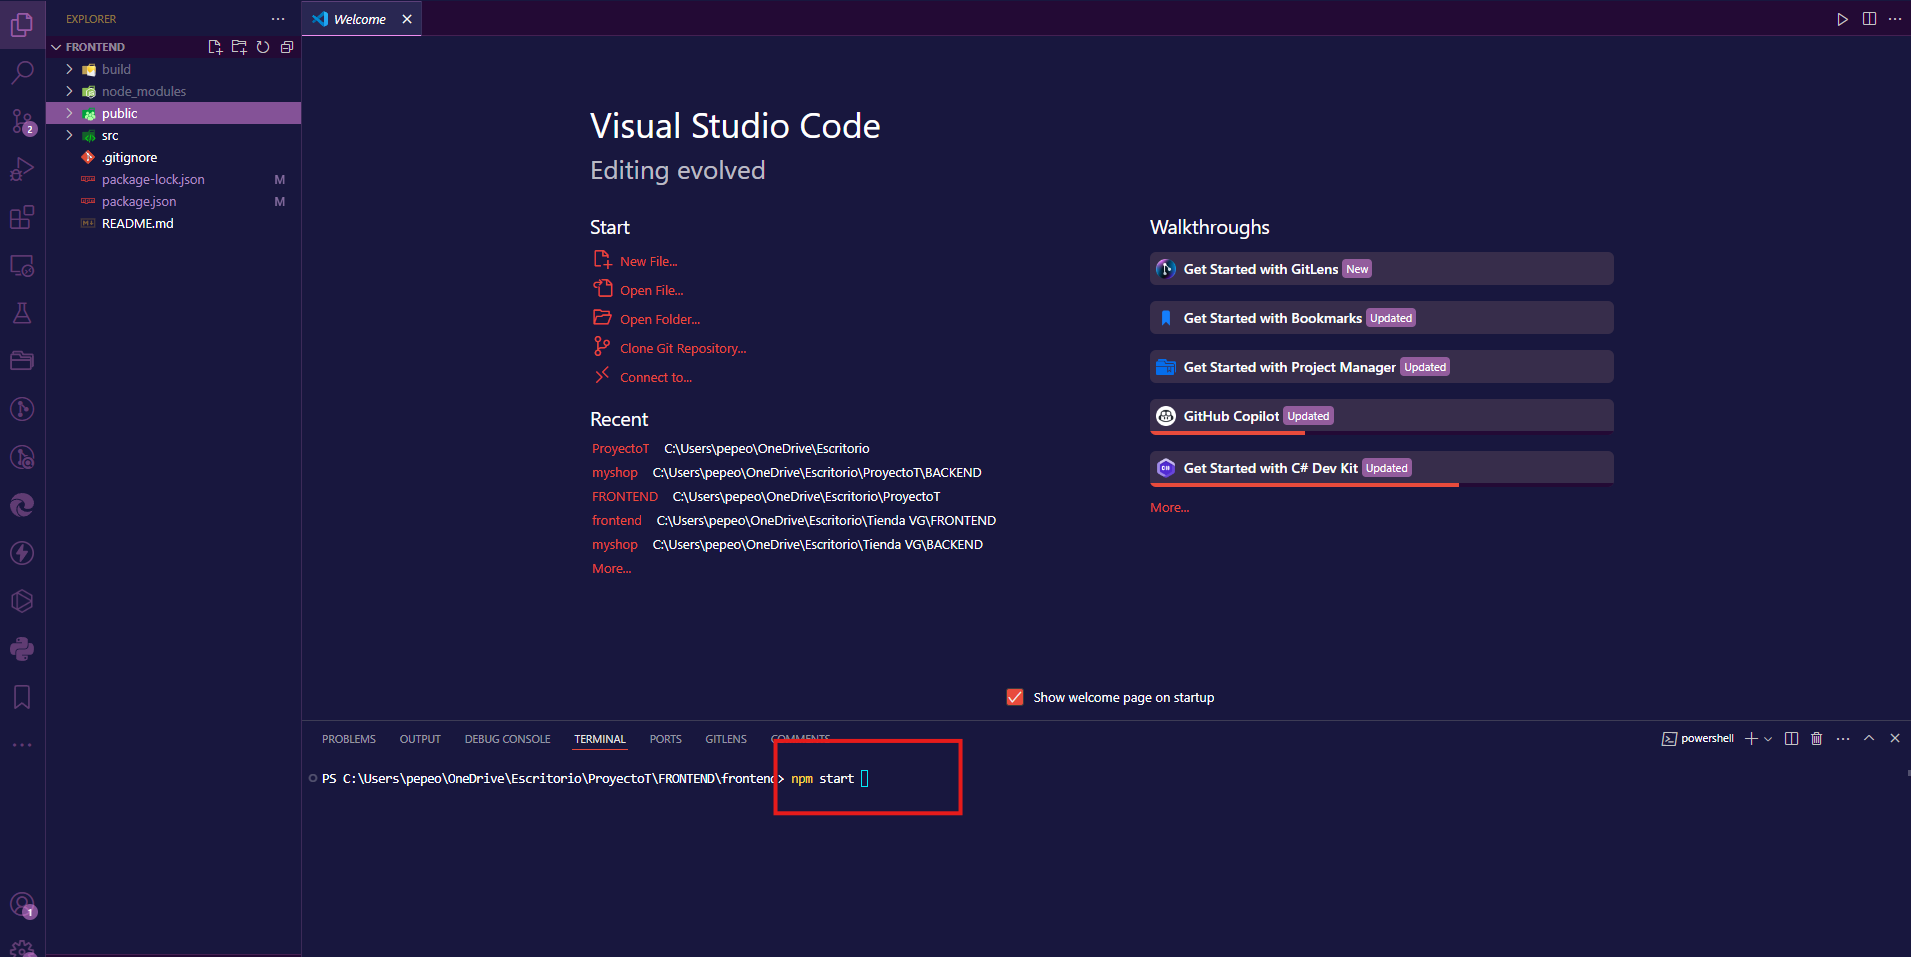 EXPLORER
FRONTEND
build
node_modules
public
src
.gitignore
package-lock.json M
package.json M
README.md
2
1
Welcome
Visual Studio Code
Editing evolved
Start
New File...
Open File...
Open Folder...
Clone Git Repository...
Connect to...
Recent
ProyectoT C:\Users\pepeo\OneDrive\Escritorio
myshop C:\Users\pepeo\OneDrive\Escritorio\ProyectoT\BACKEND
FRONTEND C:\Users\pepeo\OneDrive\Escritorio\ProyectoT
frontend C:\Users\pepeo\OneDrive\Escritorio\Tienda VG\FRONTEND
myshop C:\Users\pepeo\OneDrive\Escritorio\Tienda VG\BACKEND
More...
Walkthroughs
Get Started with GitLens New
Get Started with Bookmarks Updated
Get Started with Project Manager Updated
GitHub Copilot Updated
Get Started with C# Dev Kit Updated
More...
Show welcome page on startup
PROBLEMS OUTPUT DEBUG CONSOLE TERMINAL PORTS GITLENS COMMENTS
powershell
PS C:\Users\pepeo\OneDrive\Escritorio\ProyectoT\FRONTEND\frontend> npm start